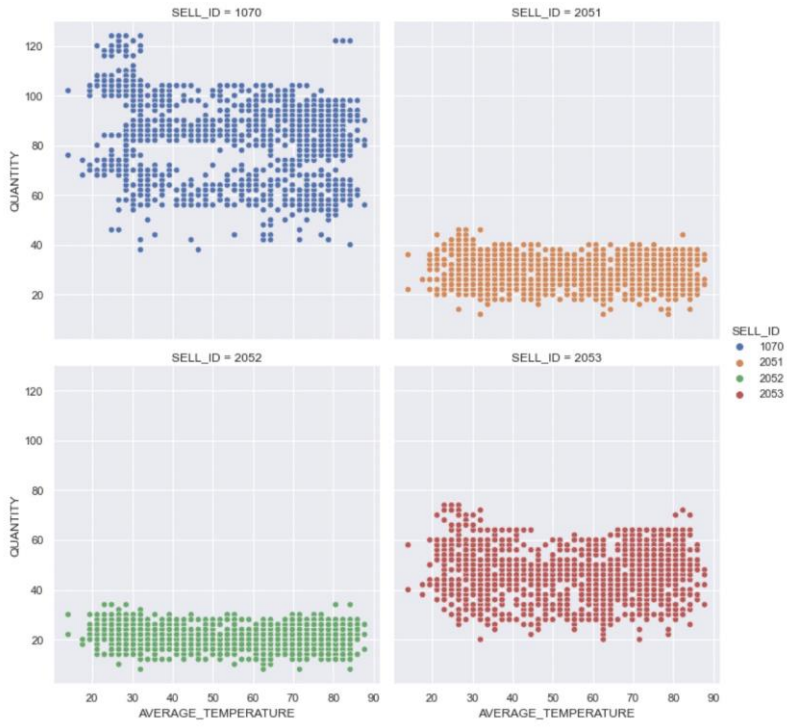 SELL_ID = 1070
SELL_ID = 2051
120
100
80
60
40
20
QUANTITY
SELL_ID
1070
2051
2052
2053
SELL_ID = 2052
SELL_ID = 2053
120
100
80
60
40
20
QUANTITY
20 30 40 50 60 70 80 90
20 30 40 50 60 70 80 90
AVERAGE_TEMPERATURE
AVERAGE_TEMPERATURE